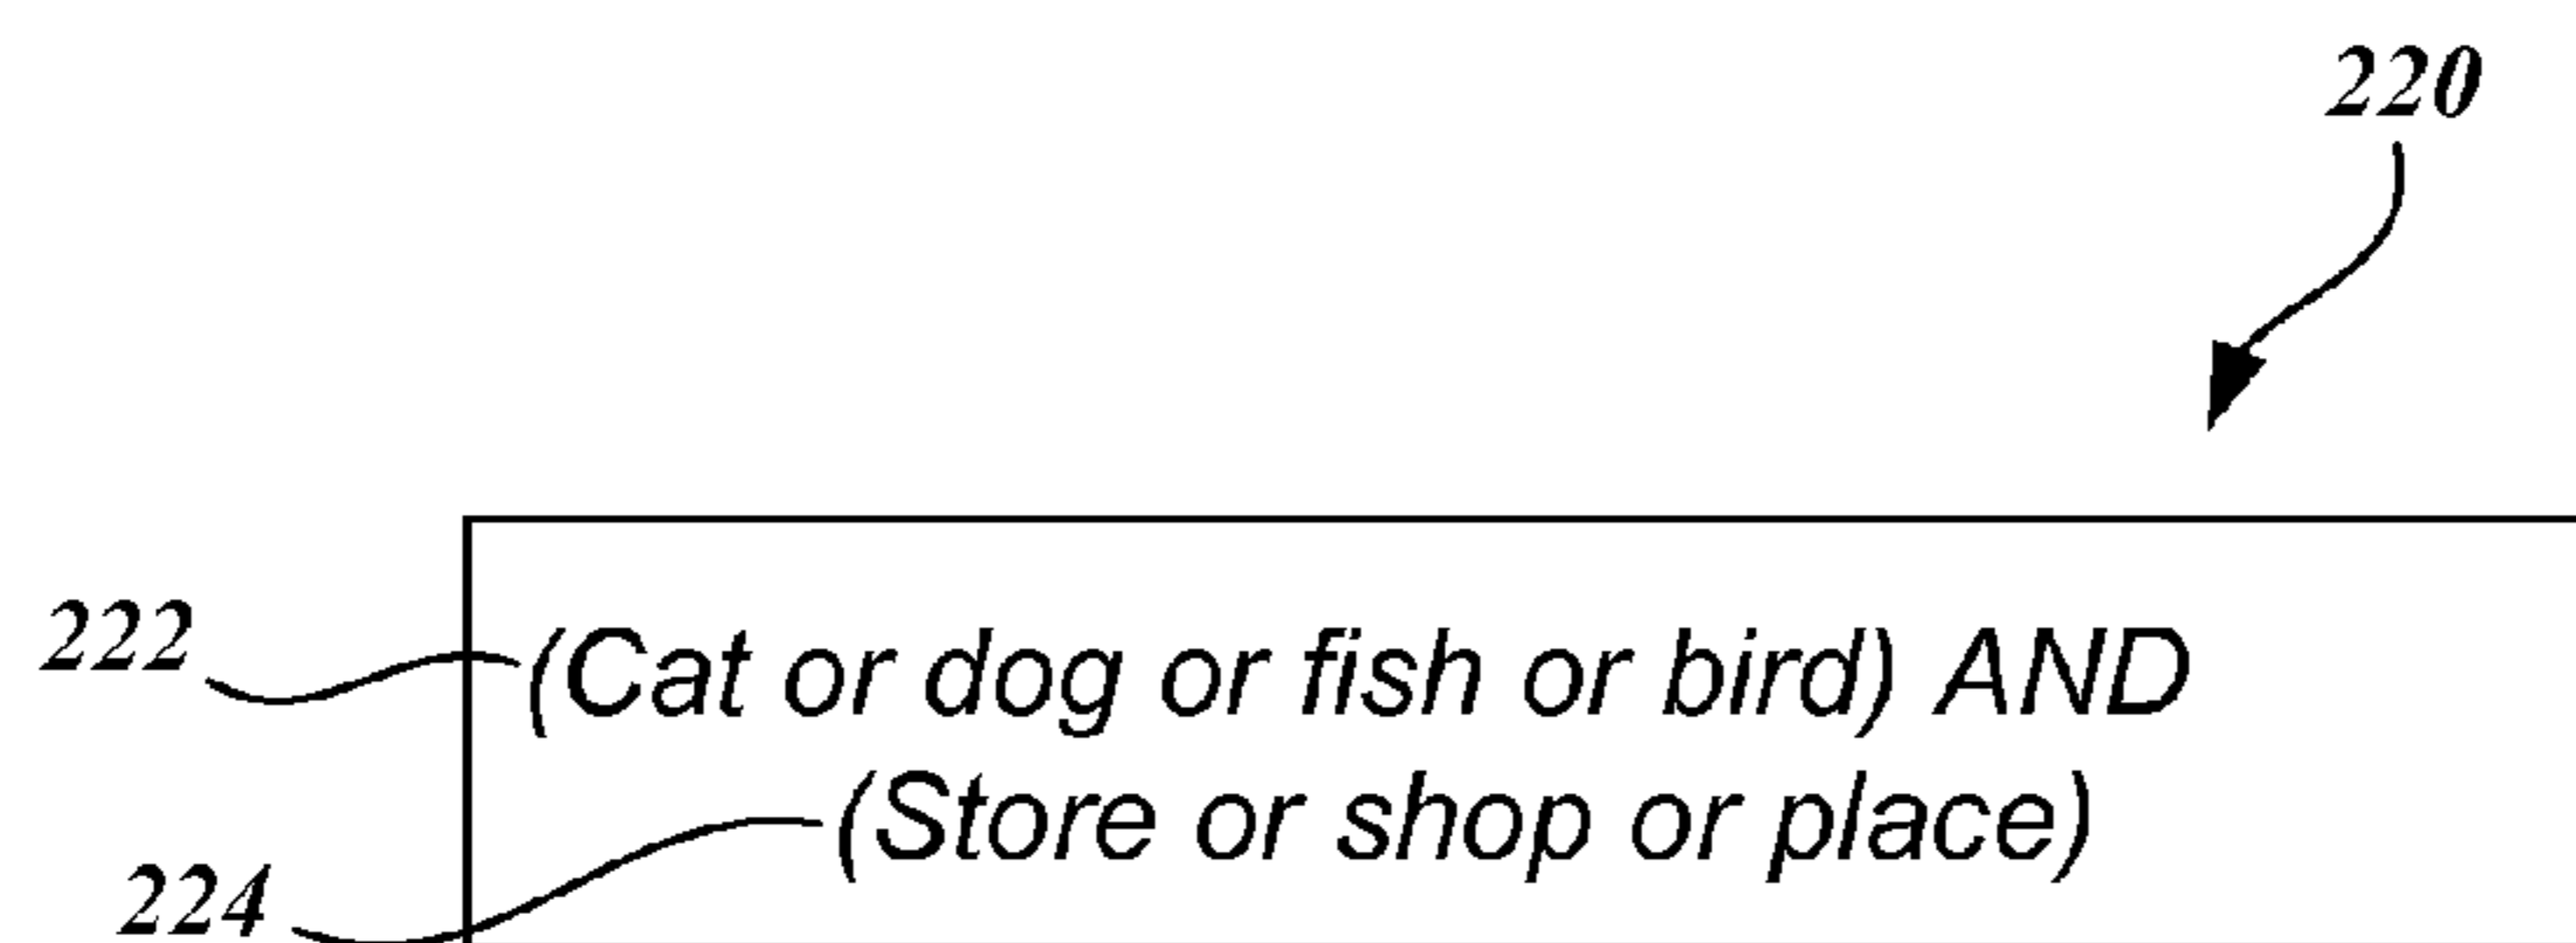 220
222
(Cat or dog or fish or bird) AND
(Store or shop or place)
224